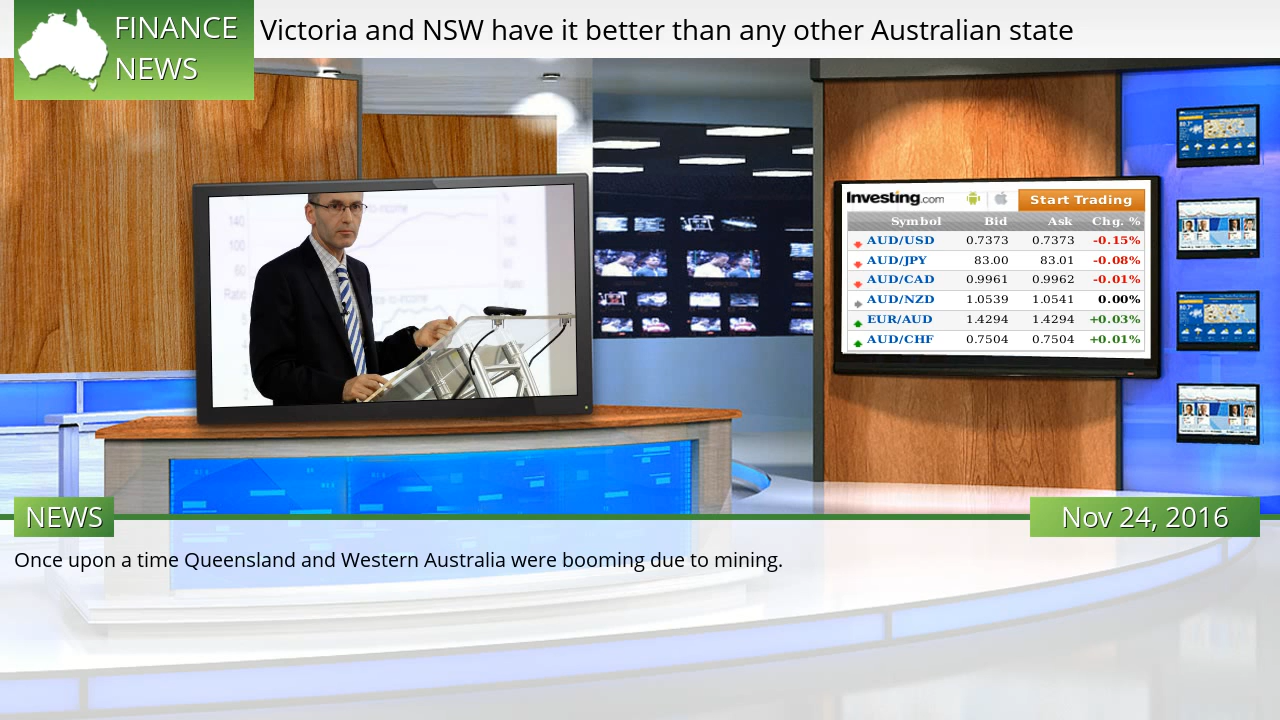 FINANCE
NEWS
Victoria and NSW have it better than any other Australian state
140
100
60
Investing.com
Start Trading
Symbol Bid Ask Chg. %
AUD/USD 0.7373 0.7373 -0.15%
AUD/JPY 83.00 83.01 -0.08%
AUD/CAD 0.9961 0.9962 -0.01%
AUD/NZD 1.0539 1.0541 0.00%
EUR/AUD 1.4294 1.4294 +0.03%
AUD/CHF 0.7504 0.7504 +0.01%
NEWS
Nov 24, 2016
Once upon a time Queensland and Western Australia were booming due to mining.